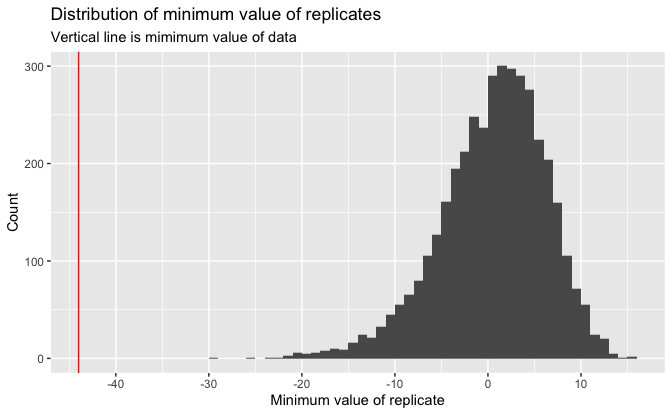 Distribution of minimum value of replicates
Vertical line is mimimum value of data
300
200
100
0
Count
-40 -30 -20 -10 0 10
Minimum value of replicate